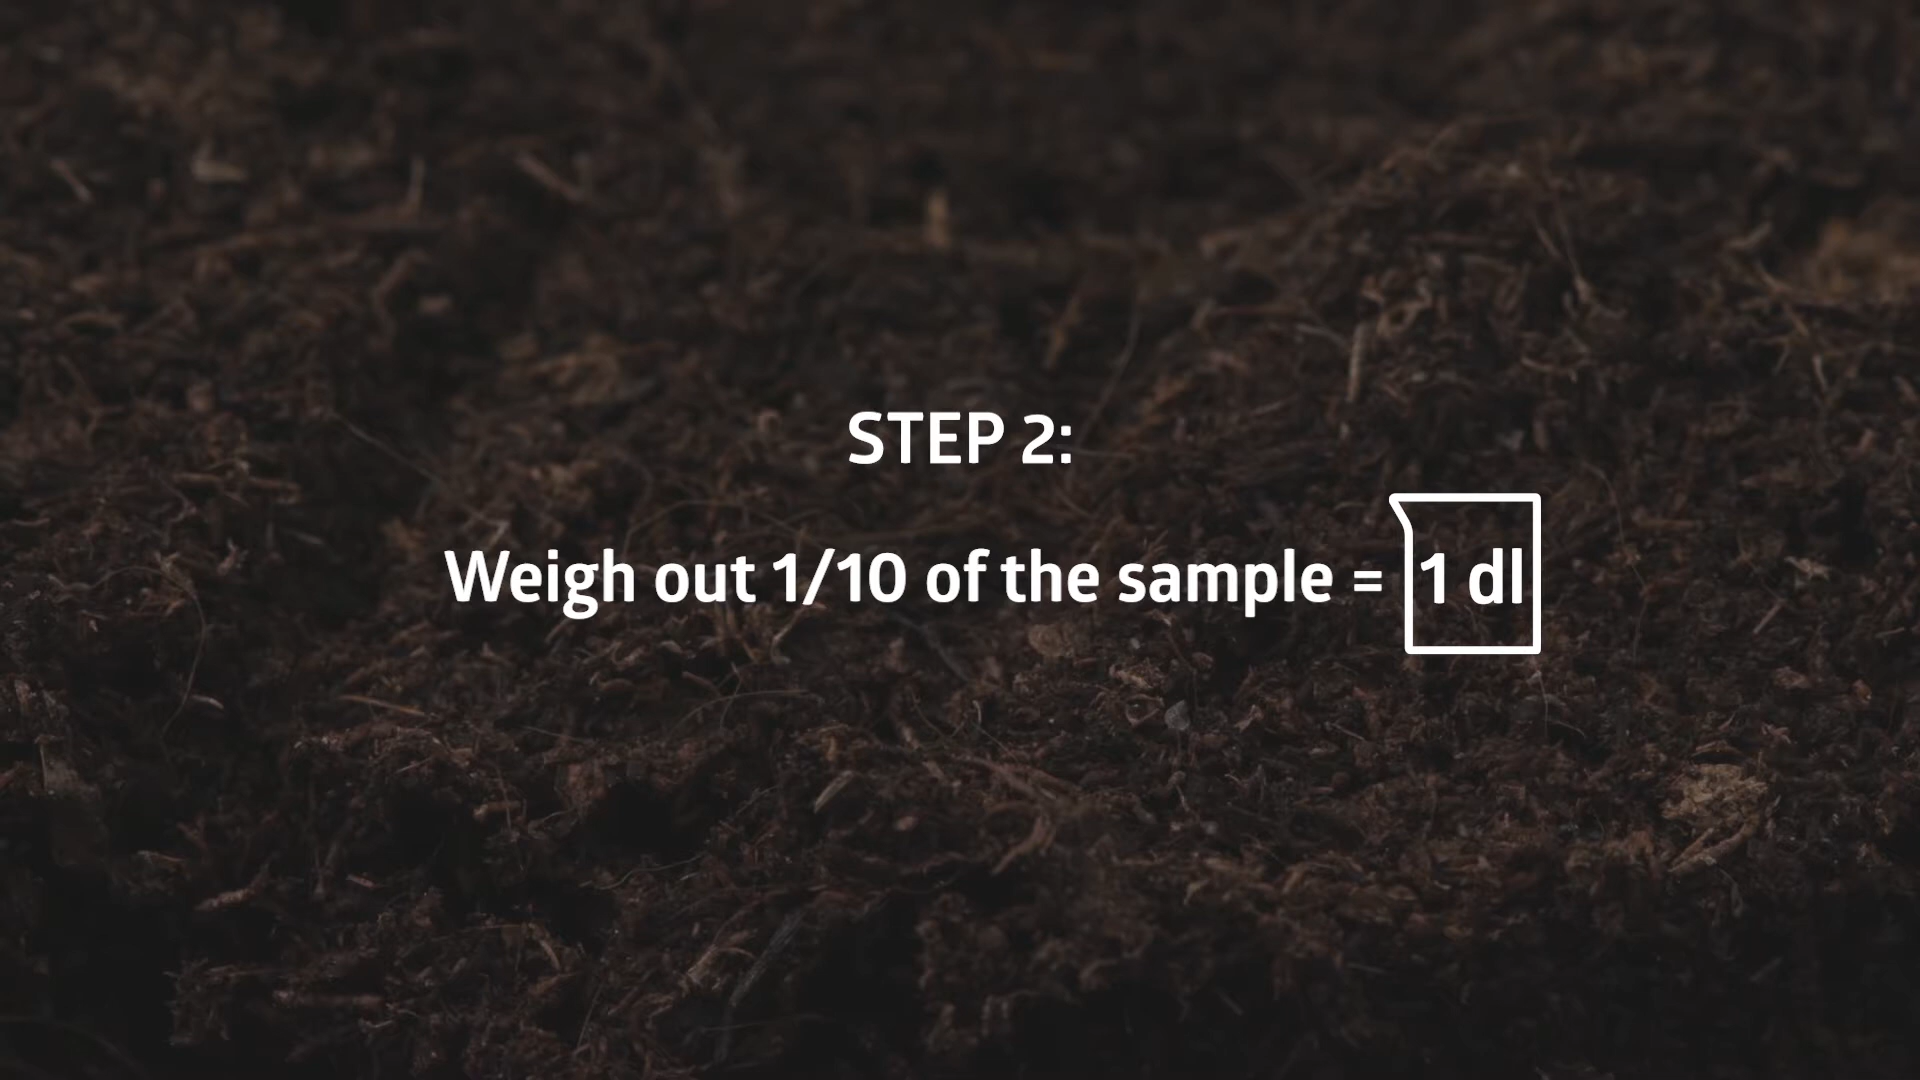 STEP 2:
Weigh out 1/10 of the sample = 1 dl